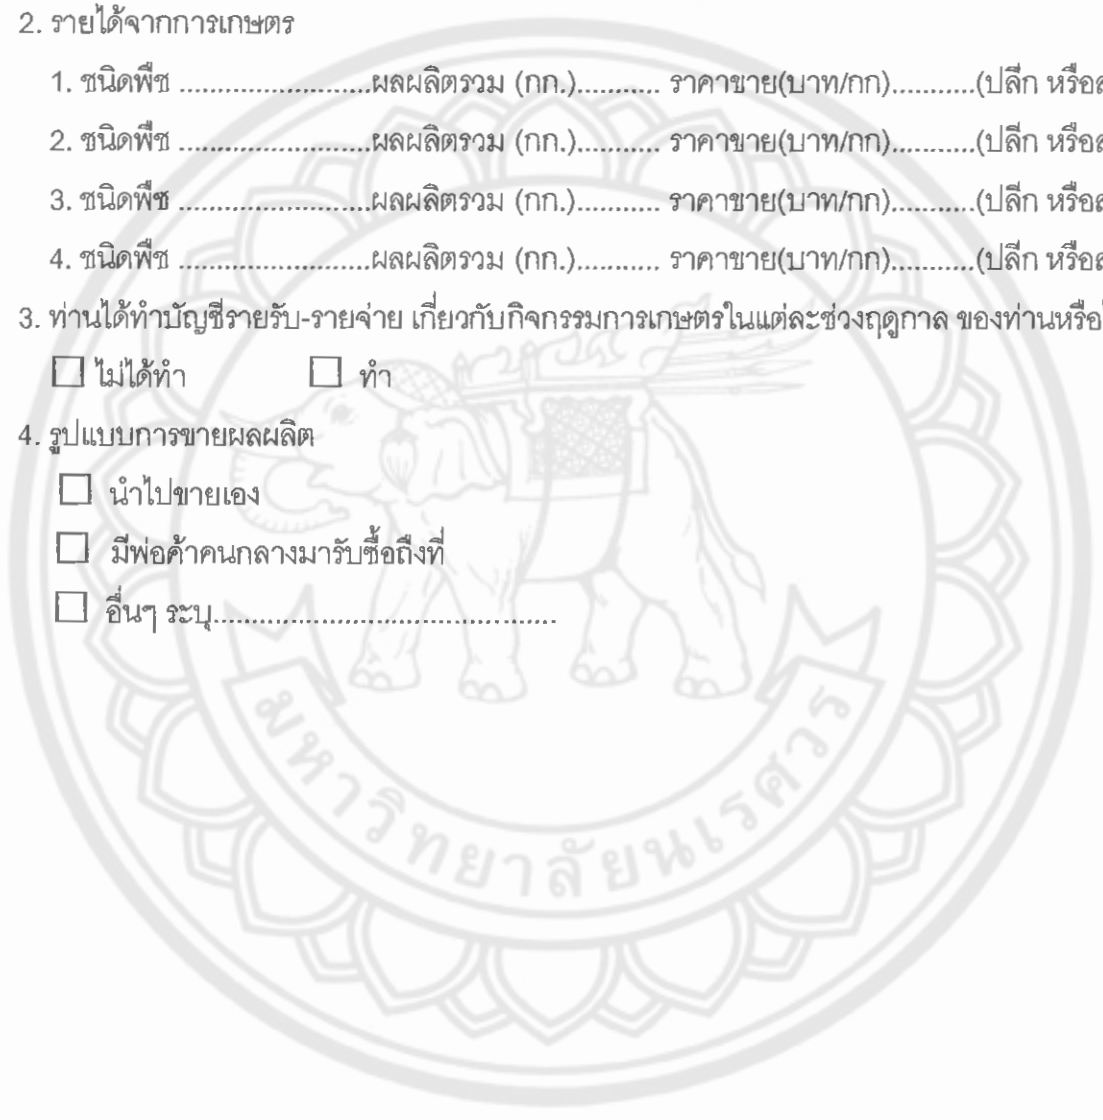 2. รายได้จากการเกษตร
1. ชนิดพืช .........................ผลผลิตรวม (กก.)........... ราคาขาย(บาท/กก)...........(ปลีก หรือส
2. ชนิดพืช .........................ผลผลิตรวม (กก.)........... ราคาขาย(บาท/กก)...........(ปลีก หรือส
3. ชนิดพืช .........................ผลผลิตรวม (กก.)........... ราคาขาย(บาท/กก)...........(ปลีก หรือส
4. ชนิดพืช .........................ผลผลิตรวม (กก.)........... ราคาขาย(บาท/กก)...........(ปลีก หรือส
3. ท่านได้ทำบัญชีรายรับ-รายจ่าย เกี่ยวกับกิจกรรมการเกษตรในแต่ละช่วงฤดูกาล ของท่านหรือ
ไม่ได้ทำ ทำ
4. รูปแบบการขายผลผลิต
นำไปขายเอง
มีพ่อค้าคนกลางมารับซื้อถึงที่
อื่นๆ ระบุ.............................................
มหาวิทยาลัยนเรศวร